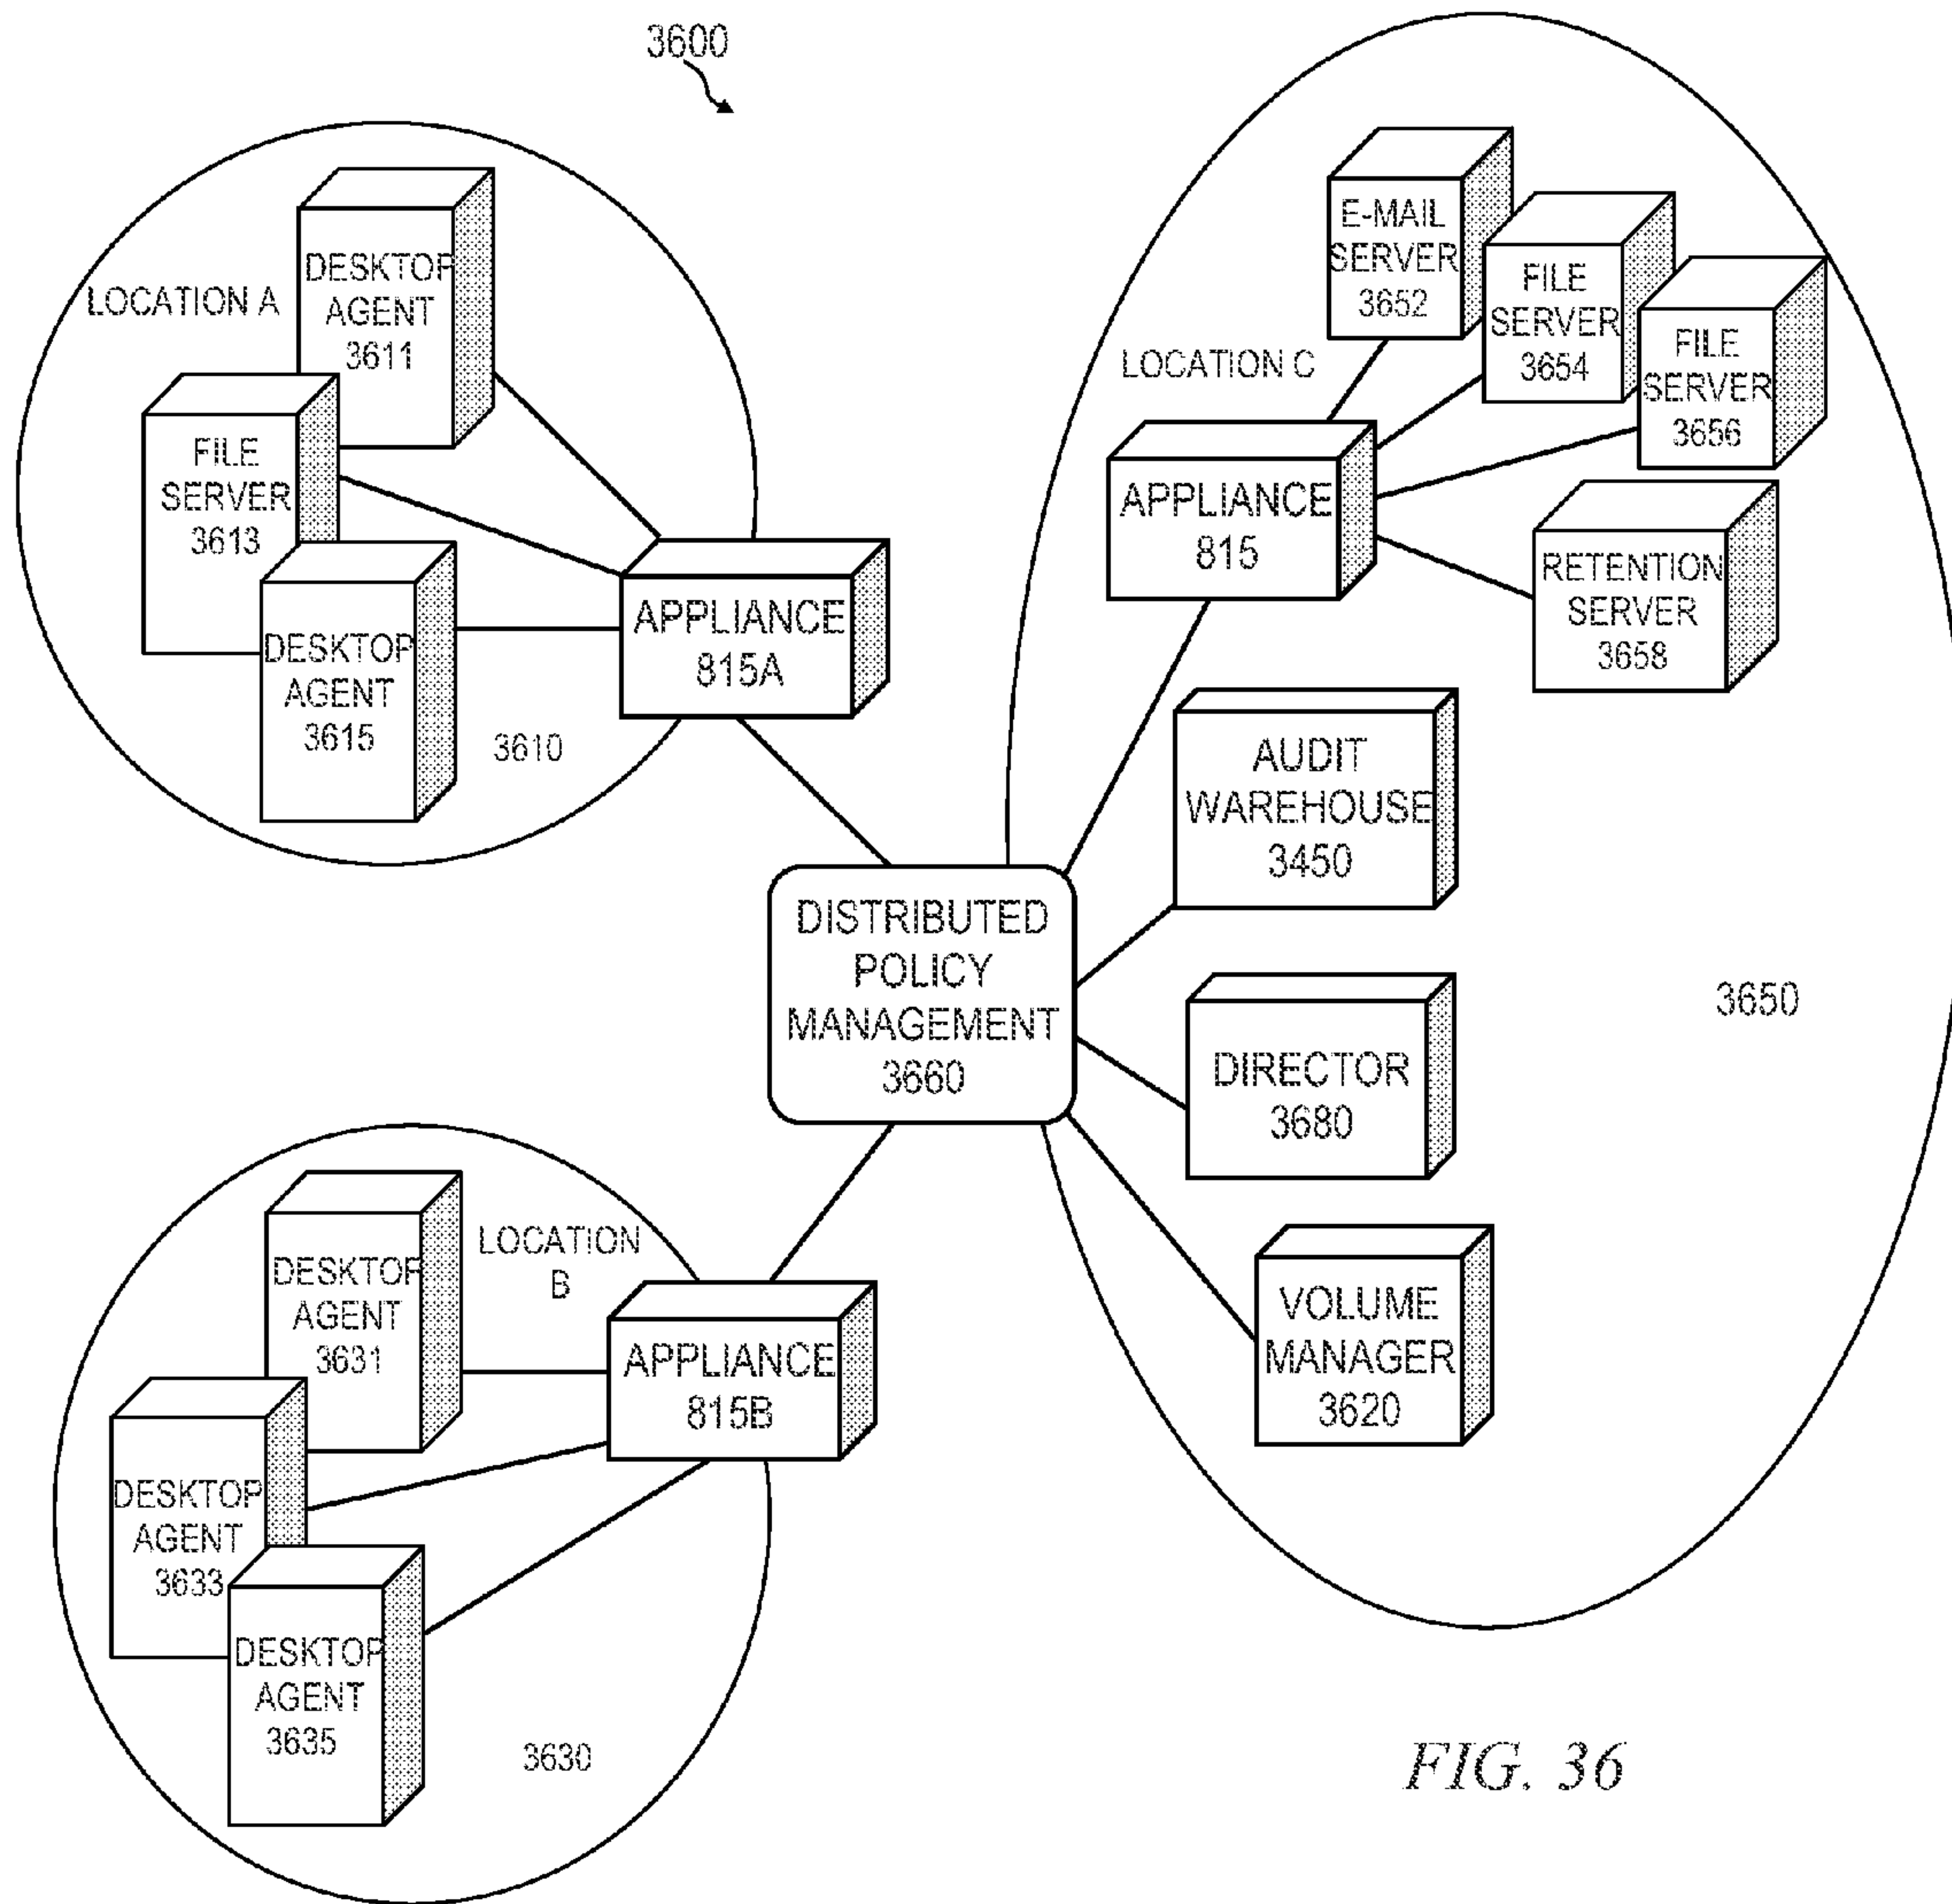 3600
LOCATION A
DESKTOP
AGENT
3611
FILE
SERVER
3613
DESKTOP
AGENT
3615
3610
APPLIANCE
815A
LOCATION C
E-MAIL
SERVER
3652
FILE
SERVER
3654
FILE
SERVER
3656
APPLIANCE
815
RETENTION
SERVER
3658
AUDIT
WAREHOUSE
3450
DISTRIBUTED
POLICY
MANAGEMENT
3660
DIRECTOR
3680
3650
VOLUME
MANAGER
3620
LOCATION
B
DESKTOP
AGENT
3631
DESKTOP
AGENT
3633
DESKTOP
AGENT
3635
3630
APPLIANCE
815B
FIG. 36